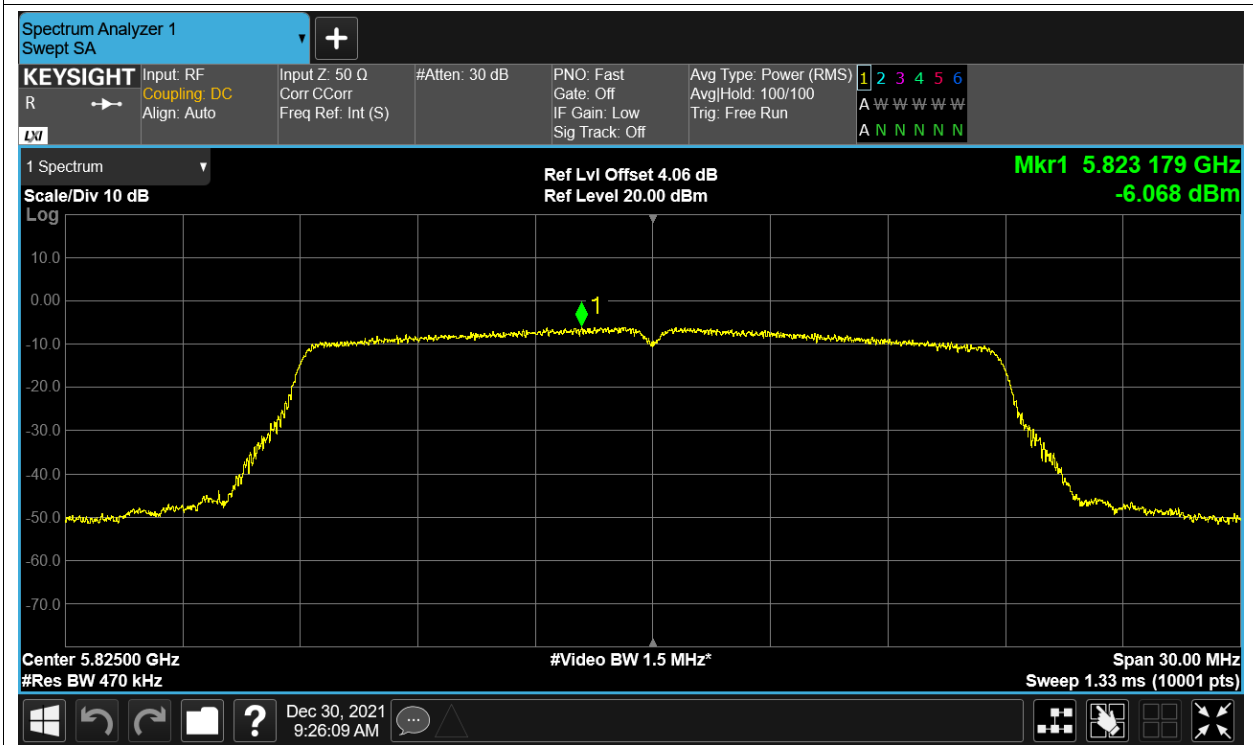 Spectrum Analyzer 1
Swept SA
KEYSIGHT
R
LXI
Input: RF
Coupling: DC
Align: Auto
Input Z: 50 Ω
Corr CCorr
Freq Ref: Int (S)
#Atten: 30 dB
PNO: Fast
Gate: Off
IF Gain: Low
Sig Track: Off
Avg Type: Power (RMS)
Avg|Hold: 100/100
Trig: Free Run
1 2 3 4 5 6
A W W W W W
A N N N N N
1 Spectrum
Scale/Div 10 dB
Log
Ref Lvl Offset 4.06 dB
Ref Level 20.00 dBm
Mkr1 5.823 179 GHz
-6.068 dBm
10.0
0.00
1
-10.0
-20.0
-30.0
-40.0
-50.0
-60.0
-70.0
Center 5.82500 GHz
#Res BW 470 kHz
#Video BW 1.5 MHz*
Span 30.00 MHz
Sweep 1.33 ms (10001 pts)
?
Dec 30, 2021
9:26:09 AM